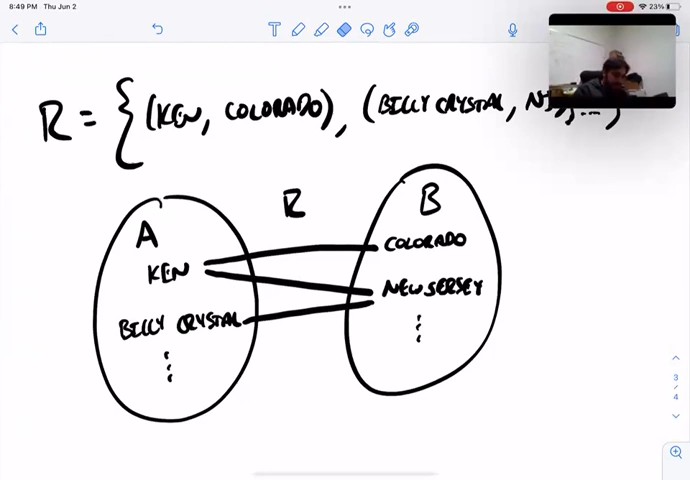 8:49 PM Thu Jun 2
23%
R = { (KEN, COLORADO), (BILLY CRYSTAL,
R
A
B
COLORADO
KEN
NEW JERSEY
BILLY CRYSTAL
3
/
4